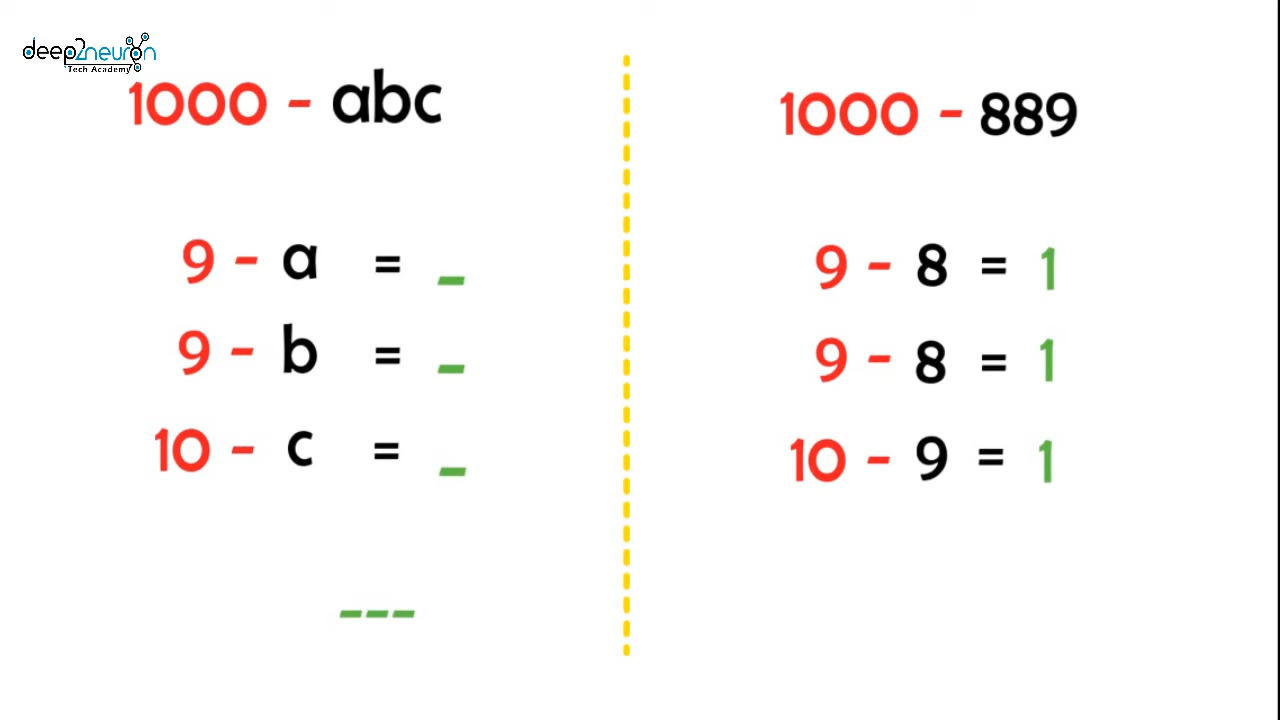 deep2neuron
Tech Academy
1000 - abc
9 - a = _
9 - b = _
10 - c = _
---
1000 - 889
9 - 8 = 1
9 - 8 = 1
10 - 9 = 1